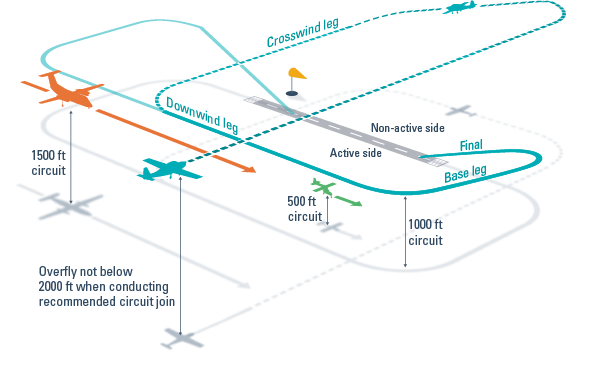 Crosswind leg
Downwind leg
Non-active side
Active side
Final
Base leg
1500 ft
circuit
500 ft
circuit
1000 ft
circuit
Overfly not below
2000 ft when conducting
recommended circuit join